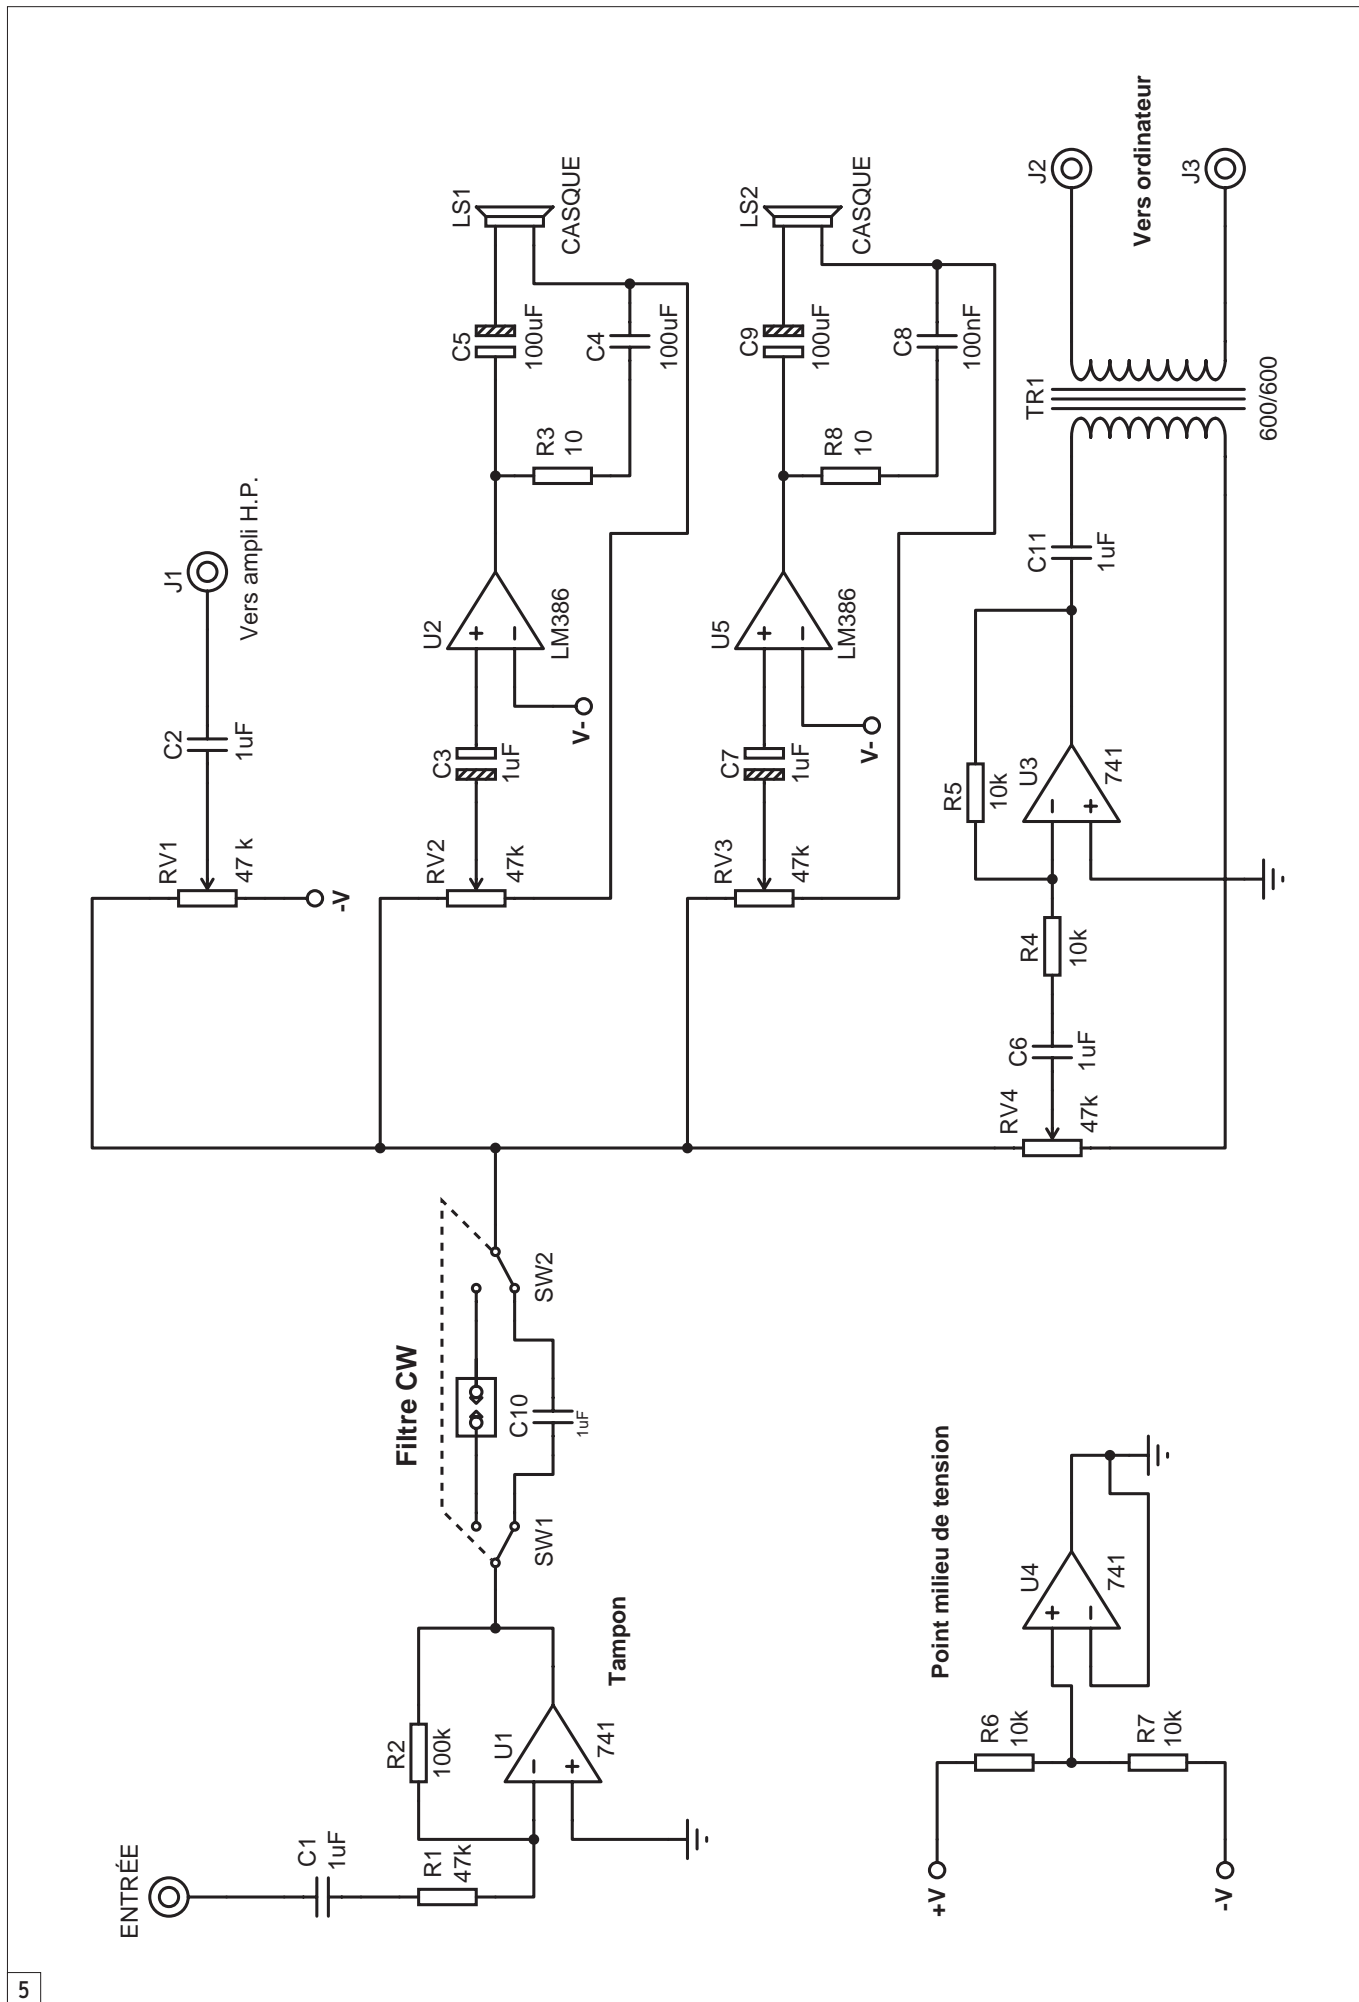 ENTRÉE
C1
1uF
R1
47k
R2
100k
U1
741
Tampon
SW1
Filtre CW
C10
1uF
SW2
RV1
47 k
-V
C2
1uF
J1
Vers ampli H.P.
RV2
47k
C3
1uF
V-
U2
LM386
R3
10
C5
100uF
C4
100uF
LS1
CASQUE
RV3
47k
C7
1uF
V-
U5
LM386
R8
10
C9
100uF
C8
100nF
LS2
CASQUE
RV4
47k
C6
1uF
R4
10k
R5
10k
U3
741
C11
1uF
TR1
600/600
J2
Vers ordinateur
J3
Point milieu de tension
+V
-V
R6
10k
R7
10k
U4
741
5